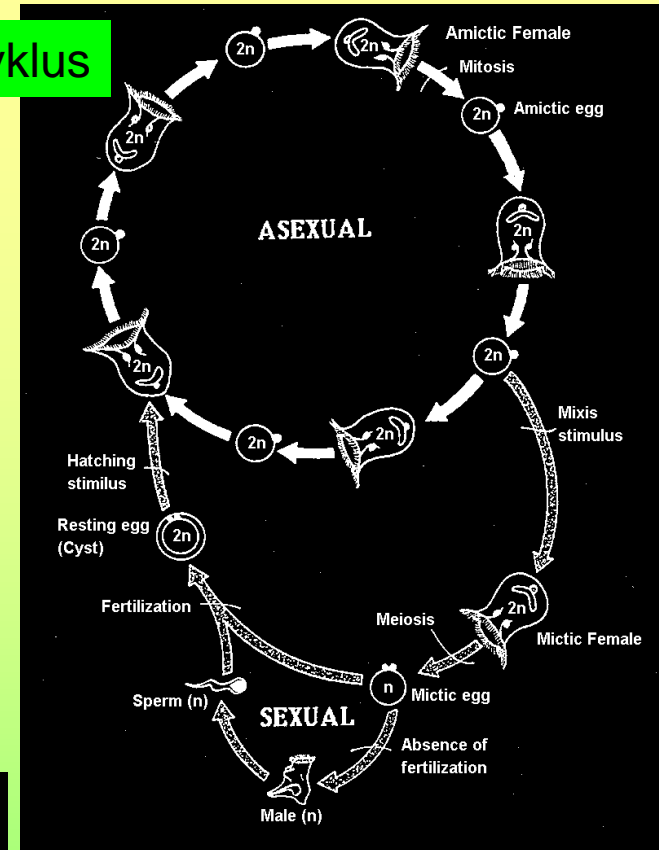 yklus
2n
2n
Amictic Female
Mitosis
2n
Amictic egg
2n
2n
ASEXUAL
2n
2n
2n
2n
2n
Mixis
stimulus
Hatching
stimilus
Resting egg
(Cyst)
2n
Fertilization
Meiosis
2n
Mictic Female
n
Mictic egg
Sperm (n)
SEXUAL
Absence of
fertilization
Male (n)